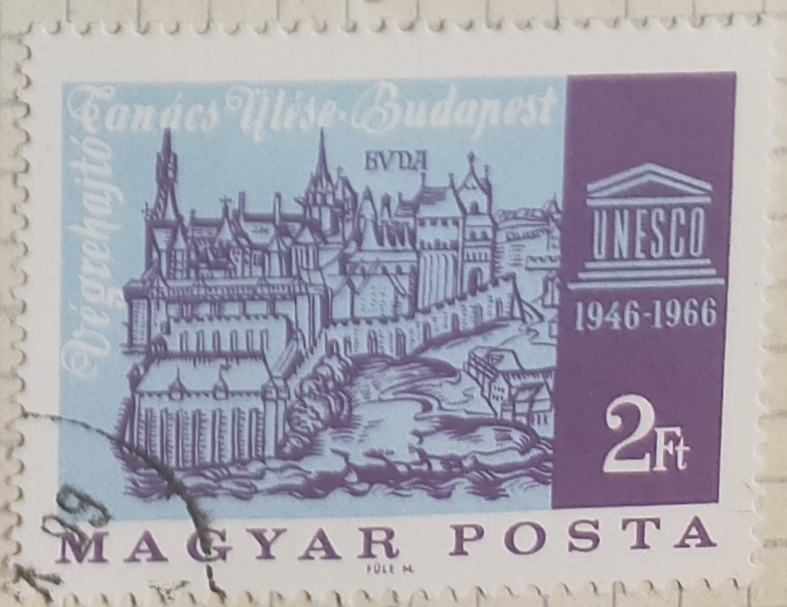 Végrehajtó
Tanács Ülése-Budapest
BVDA
UNESCO
1946-1966
2Ft
MAGYAR POSTA
FÜLE M.